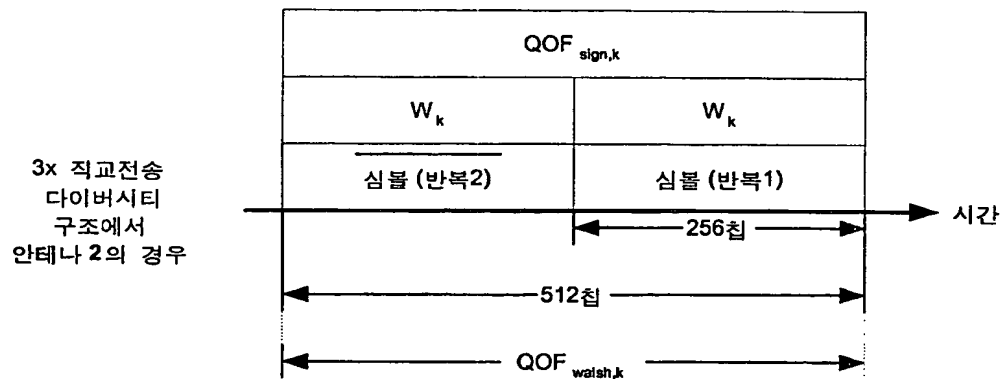 QOF sign,k
W k W k
심볼 (반복2) 심볼 (반복1)
3x 직교전송
다이버시티
구조에서
안테나 2의 경우
시간
256칩
512칩
QOF walsh,k